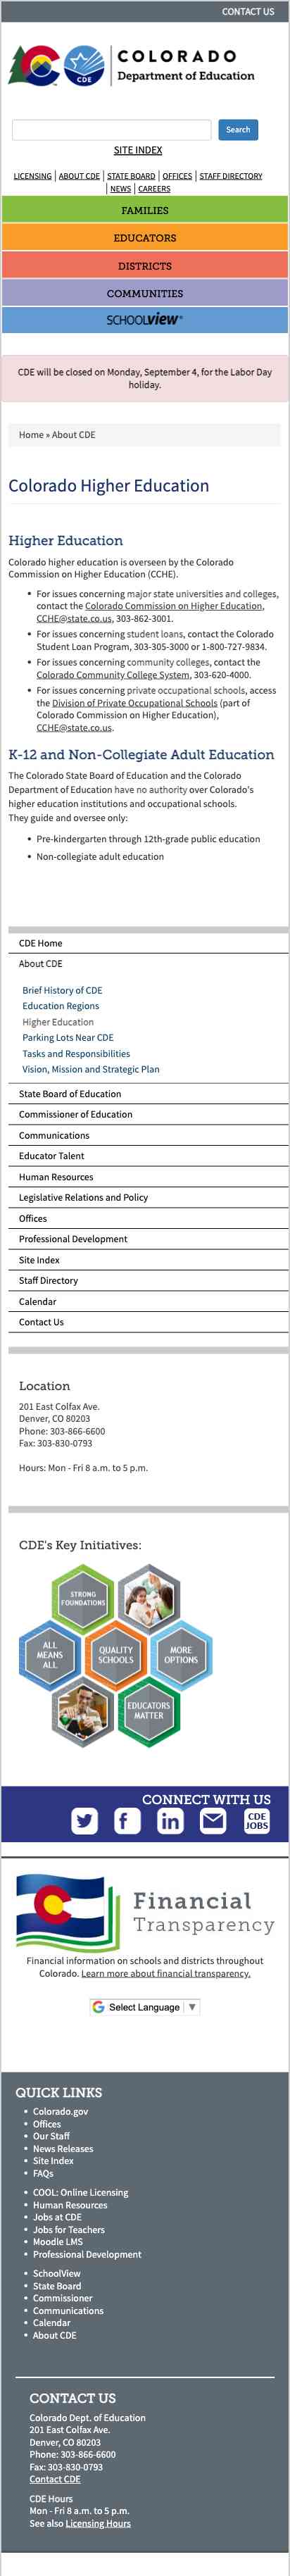 CONTACT US
COLORADO
Department of Education
CDE
Search
SITE INDEX
LICENSING | ABOUT CDE | STATE BOARD | OFFICES | STAFF DIRECTORY
| NEWS | CAREERS
FAMILIES
EDUCATORS
DISTRICTS
COMMUNITIES
SCHOOLVIEW®
CDE will be closed on Monday, September 4, for the Labor Day
holiday.
Home » About CDE
Colorado Higher Education
Higher Education
Colorado higher education is overseen by the Colorado
Commission on Higher Education (CCHE).
• For issues concerning major state universities and colleges,
contact the Colorado Commission on Higher Education,
CCHE@state.co.us, 303-862-3001.
• For issues concerning student loans, contact the Colorado
Student Loan Program, 303-305-3000 or 1-800-727-9834.
• For issues concerning community colleges, contact the
Colorado Community College System, 303-620-4000.
• For issues concerning private occupational schools, access
the Division of Private Occupational Schools (part of
Colorado Commission on Higher Education),
CCHE@state.co.us.
K-12 and Non-Collegiate Adult Education
The Colorado State Board of Education and the Colorado
Department of Education have no authority over Colorado's
higher education institutions and occupational schools.
They guide and oversee only:
• Pre-kindergarten through 12th-grade public education
• Non-collegiate adult education
CDE Home
About CDE
Brief History of CDE
Education Regions
Higher Education
Parking Lots Near CDE
Tasks and Responsibilities
Vision, Mission and Strategic Plan
State Board of Education
Commissioner of Education
Communications
Educator Talent
Human Resources
Legislative Relations and Policy
Offices
Professional Development
Site Index
Staff Directory
Calendar
Contact Us
Location
201 East Colfax Ave.
Denver, CO 80203
Phone: 303-866-6600
Fax: 303-830-0793
Hours: Mon - Fri 8 a.m. to 5 p.m.
CDE's Key Initiatives:
STRONG
FOUNDATIONS
ALL
MEANS
ALL
QUALITY
SCHOOLS
MORE
OPTIONS
EDUCATORS
MATTER
CONNECT WITH US
CDE
JOBS
Financial
Transparency
Financial information on schools and districts throughout
Colorado. Learn more about financial transparency.
Select Language ▼
QUICK LINKS
• Colorado.gov
• Offices
• Our Staff
• News Releases
• Site Index
• FAQs
• COOL: Online Licensing
• Human Resources
• Jobs at CDE
• Jobs for Teachers
• Moodle LMS
• Professional Development
• SchoolView
• State Board
• Commissioner
• Communications
• Calendar
• About CDE
CONTACT US
Colorado Dept. of Education
201 East Colfax Ave.
Denver, CO 80203
Phone: 303-866-6600
Fax: 303-830-0793
Contact CDE
CDE Hours
Mon - Fri 8 a.m. to 5 p.m.
See also Licensing Hours